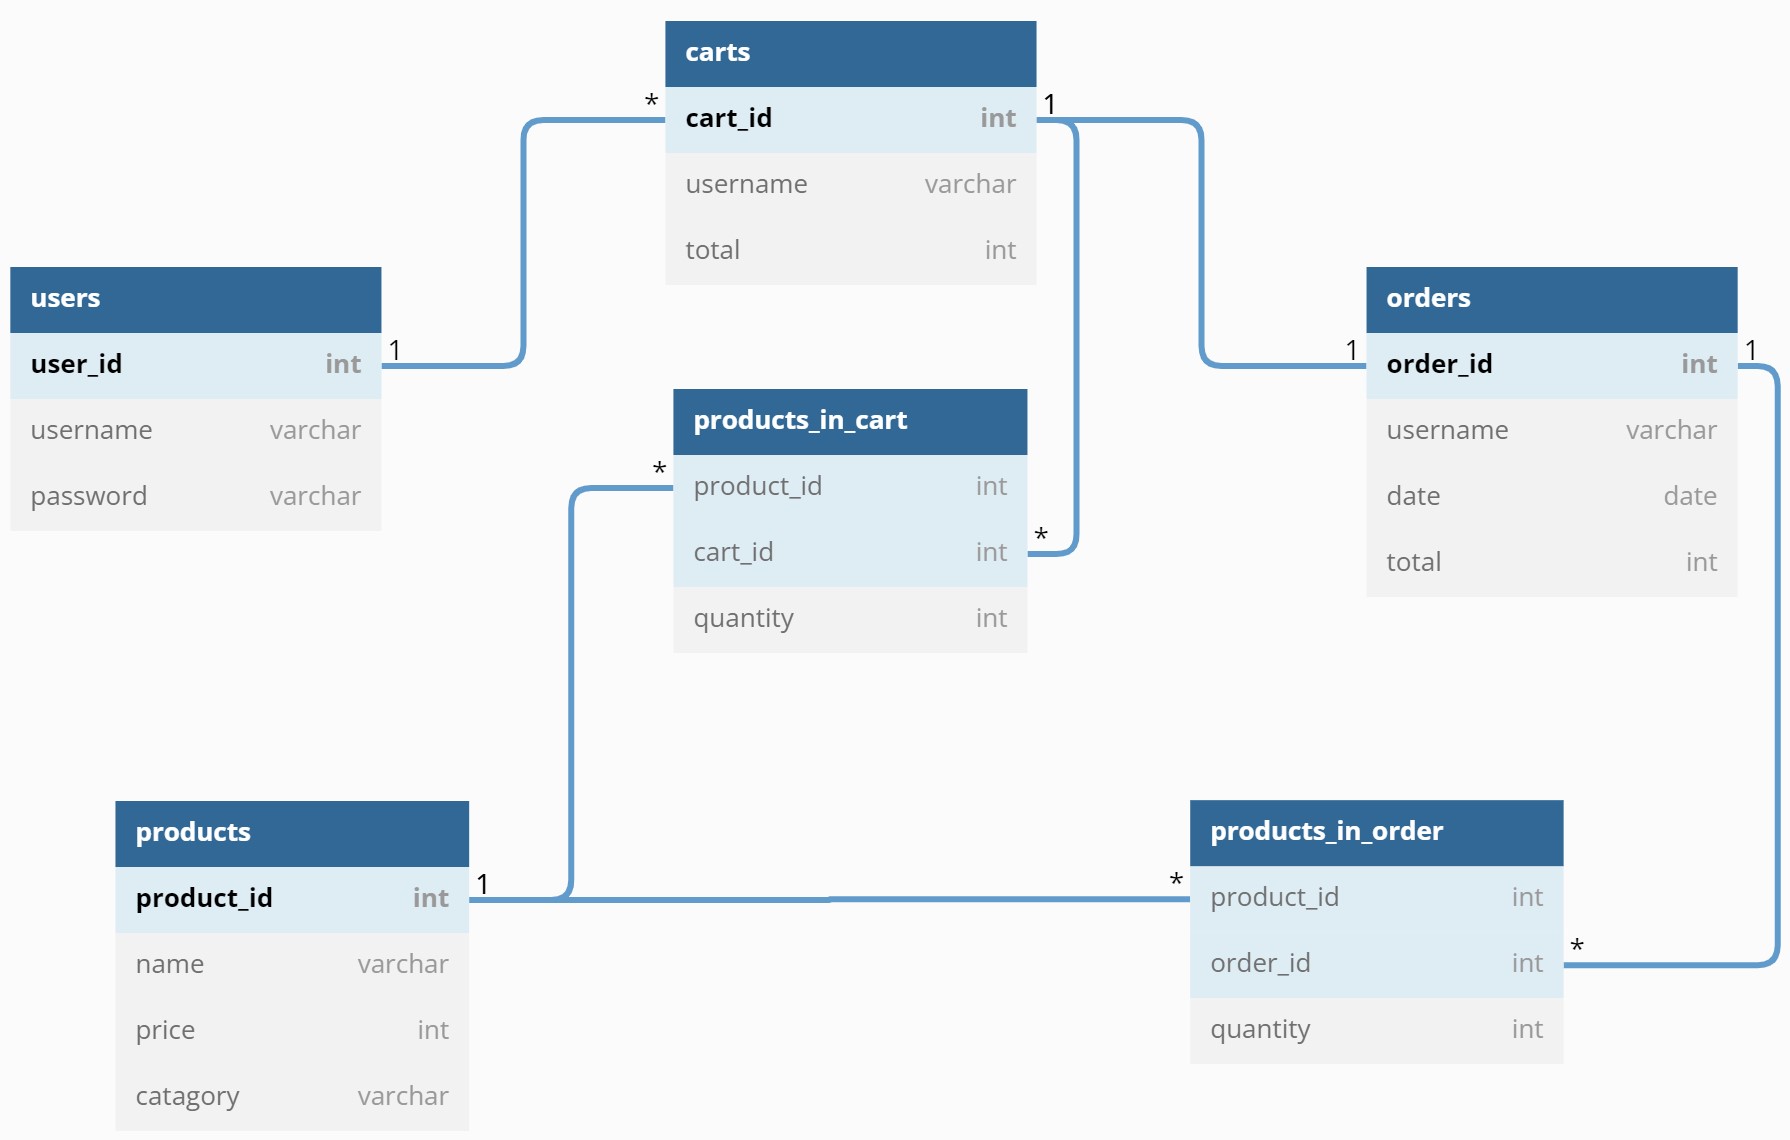 carts
* cart_id int 1
username varchar
total int
users
user_id int 1
username varchar
password varchar
orders
1 order_id int 1
username varchar
date date
total int
products_in_cart
* product_id int
cart_id int *
quantity int
products
product_id int 1
name varchar
price int
catagory varchar
products_in_order
* product_id int
order_id int *
quantity int